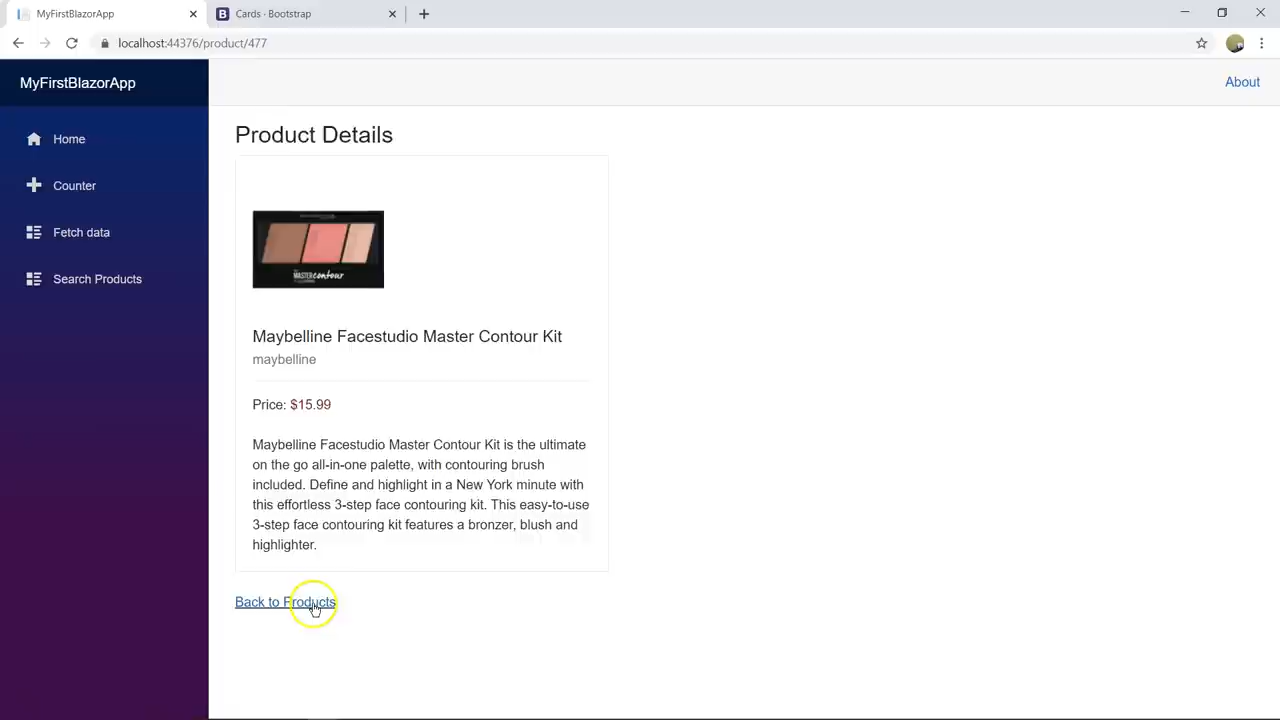 MyFirstBlazorApp
Cards · Bootstrap
localhost:44376/product/477
MyFirstBlazorApp
About
Home
Counter
Fetch data
Search Products
Product Details
MASTER contour
Maybelline Facestudio Master Contour Kit
maybelline
Price: $15.99
Maybelline Facestudio Master Contour Kit is the ultimate
on the go all-in-one palette, with contouring brush
included. Define and highlight in a New York minute with
this effortless 3-step face contouring kit. This easy-to-use
3-step face contouring kit features a bronzer, blush and
highlighter.
Back to Products